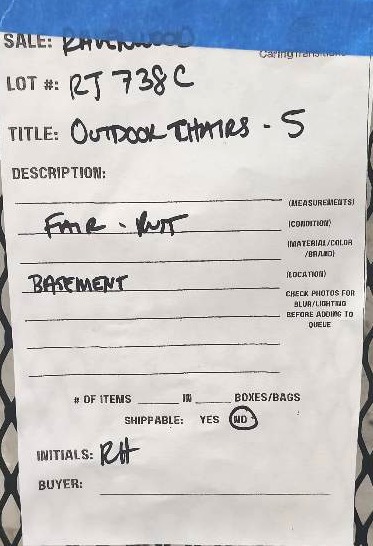 SALE: RAVENWOOD
Caring Transitions
LOT #: RJ 738C
TITLE: OUTDOOR CHAIRS - 5
DESCRIPTION:
(MEASUREMENTS)
FAIR - (CONDITION)
(MATERIAL/COLOR
/BRAND)
BASEMENT (LOCATION)
CHECK PHOTOS FOR
BLUR/LIGHTING
BEFORE ADDING TO
QUEUE
# OF ITEMS IN BOXES/BAGS
SHIPPABLE: YES NO
INITIALS: RH
BUYER: